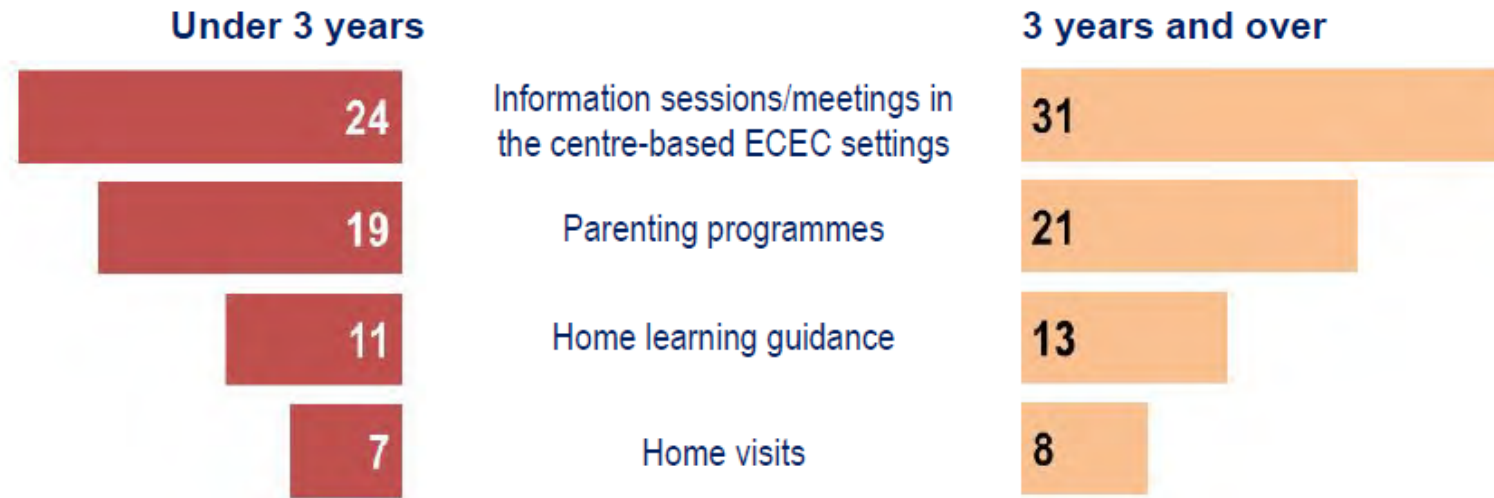 Under 3 years
3 years and over
24
Information sessions/meetings in
the centre-based ECEC settings
31
19
Parenting programmes
21
11
Home learning guidance
13
7
Home visits
8